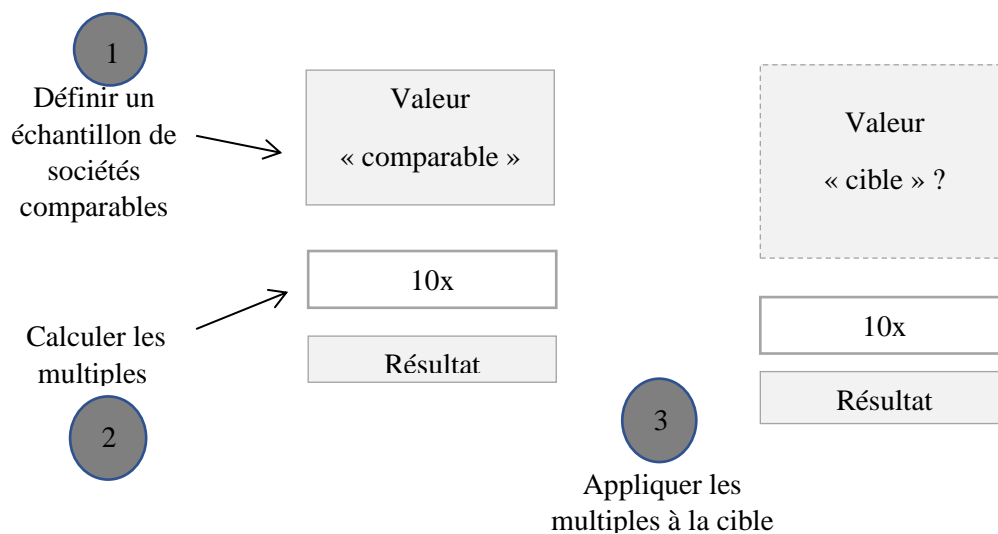 1
Définir un
échantillon de
sociétés
comparables
Valeur
« comparable »
10x
Résultat
Calculer les
multiples
2
Valeur
« cible » ?
10x
Résultat
3
Appliquer les
multiples à la cible